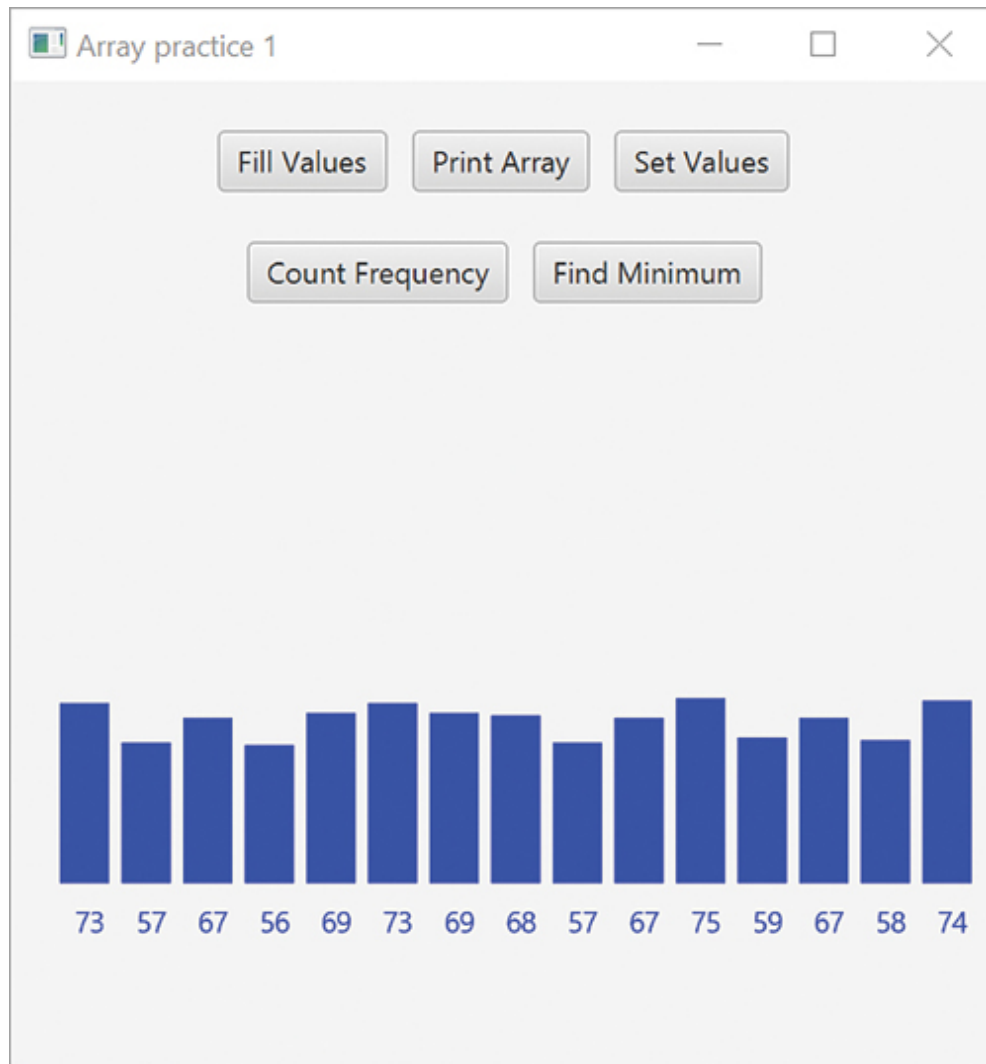 Array practice 1
Fill Values Print Array Set Values
Count Frequency Find Minimum
73 57 67 56 69 73 69 68 57 67 75 59 67 58 74